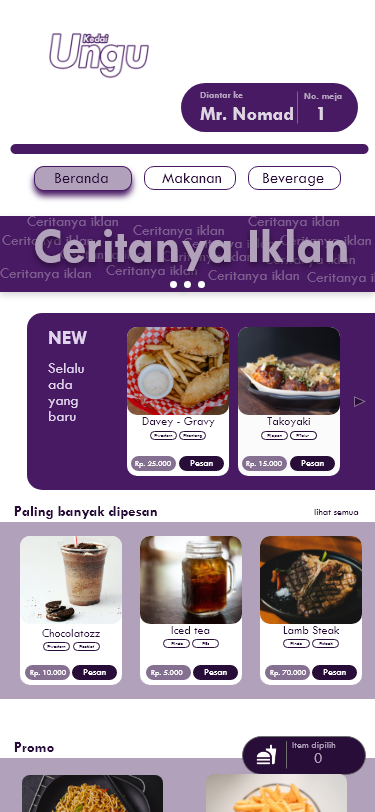 Kedai
Ungu
Diantar ke
Mr. Nomad
No. meja
1
Beranda
Makanan
Beverage
Ceritanya iklan
Ceritanya iklan
Ceritanya iklan
Ceritanya iklan
Ceritanya iklan
Ceritanya Iklan
Ceritanya iklan
Ceritanya iklan
Ceritanya iklan
Ceritanya iklan
NEW
Selalu
ada
yang
baru
Davey - Gravy
Rp. 25.000
Pesan
Takoyaki
Rp. 15.000
Pesan
Paling banyak dipesan
lihat semua
Chocolatozz
Rp. 10.000
Pesan
Iced tea
Rp. 5.000
Pesan
Lamb Steak
Rp. 70.000
Pesan
Promo
Item dipilih
0